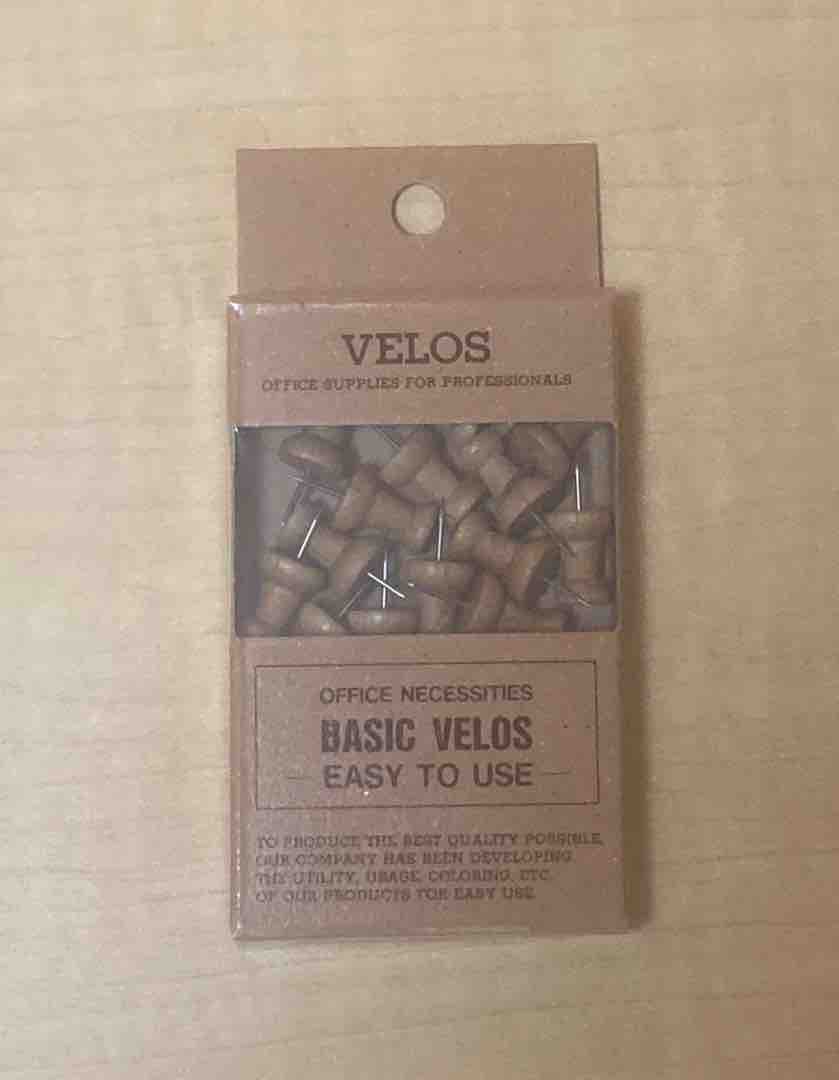 VELOS
OFFICE SUPPLIES FOR PROFESSIONALS
OFFICE NECESSITIES
BASIC VELOS
EASY TO USE
TO PRODUCE THE BEST QUALITY POSSIBLE,
OUR COMPANY HAS BEEN DEVELOPING
THE UTILITY, USAGE, COLORING, ETC.
OF OUR PRODUCTS FOR EASY USE.